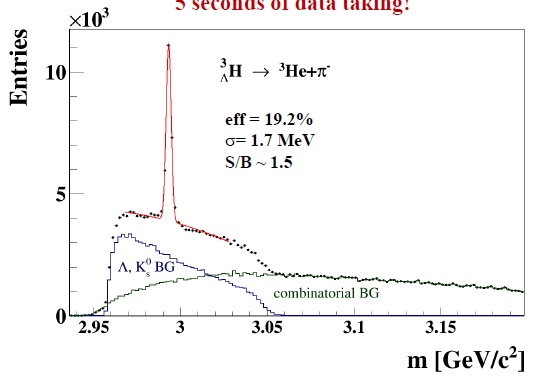 5 seconds of data taking!
×10³
Entries
10
5
0
³ΛH → ³He+π⁻
eff = 19.2%
σ= 1.7 MeV
S/B ~ 1.5
Λ, K⁰s BG
combinatorial BG
2.95 3 3.05 3.1 3.15
m [GeV/c²]